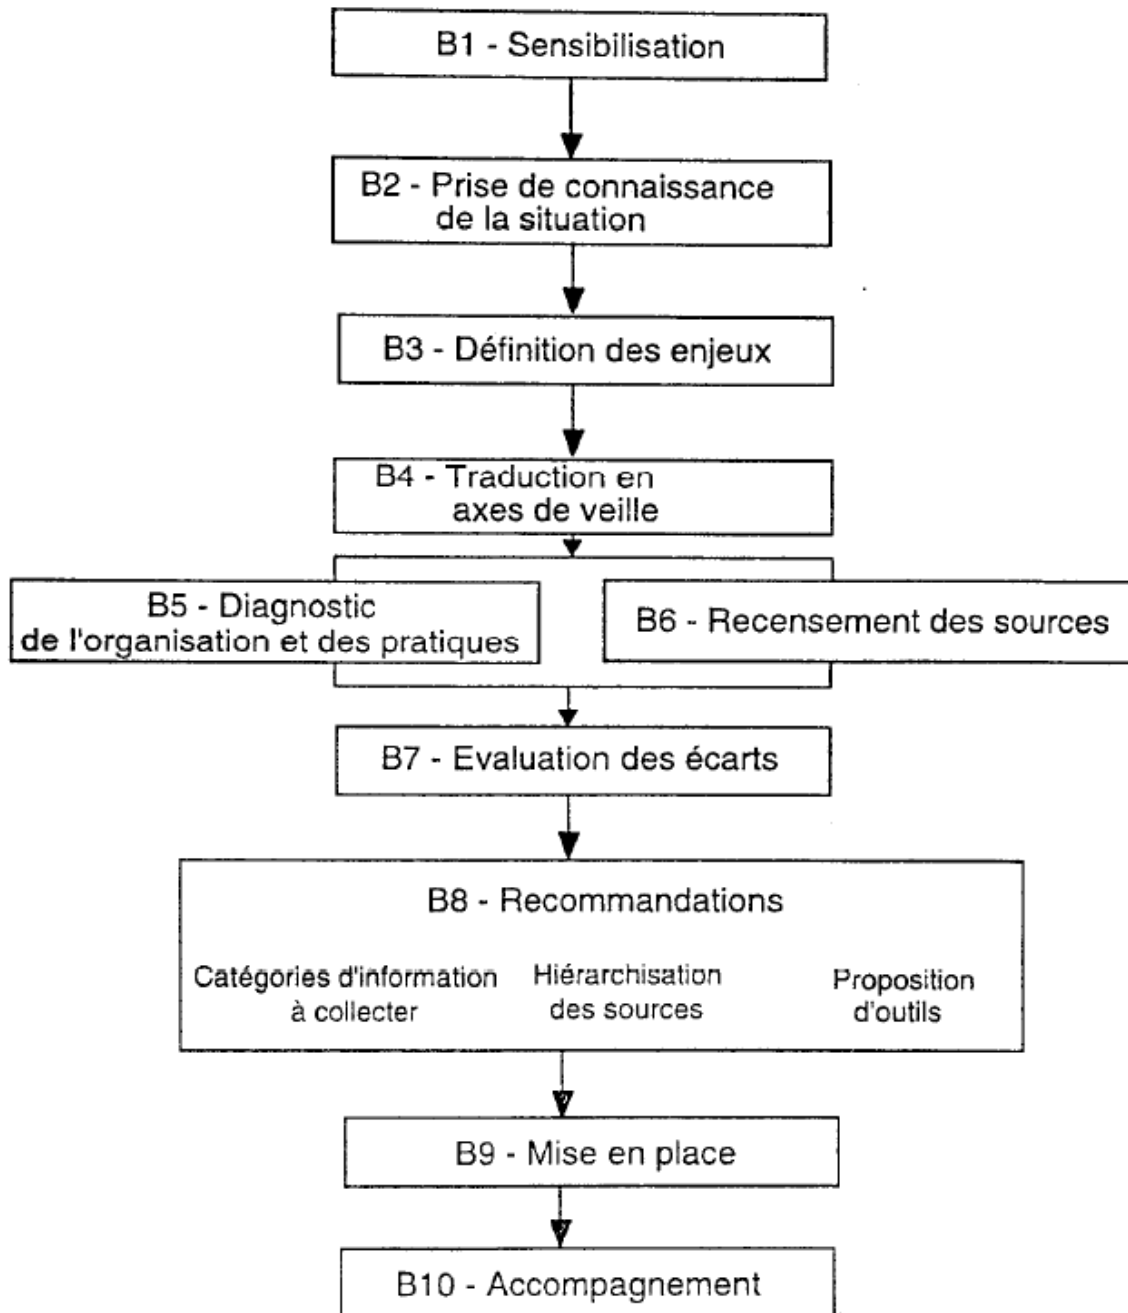 B1 - Sensibilisation
B2 - Prise de connaissance
de la situation
B3 - Définition des enjeux
B4 - Traduction en
axes de veille
B5 - Diagnostic
de l'organisation et des pratiques
B6 - Recensement des sources
B7 - Evaluation des écarts
B8 - Recommandations
Catégories d'information
à collecter
Hiérarchisation
des sources
Proposition
d'outils
B9 - Mise en place
B10 - Accompagnement